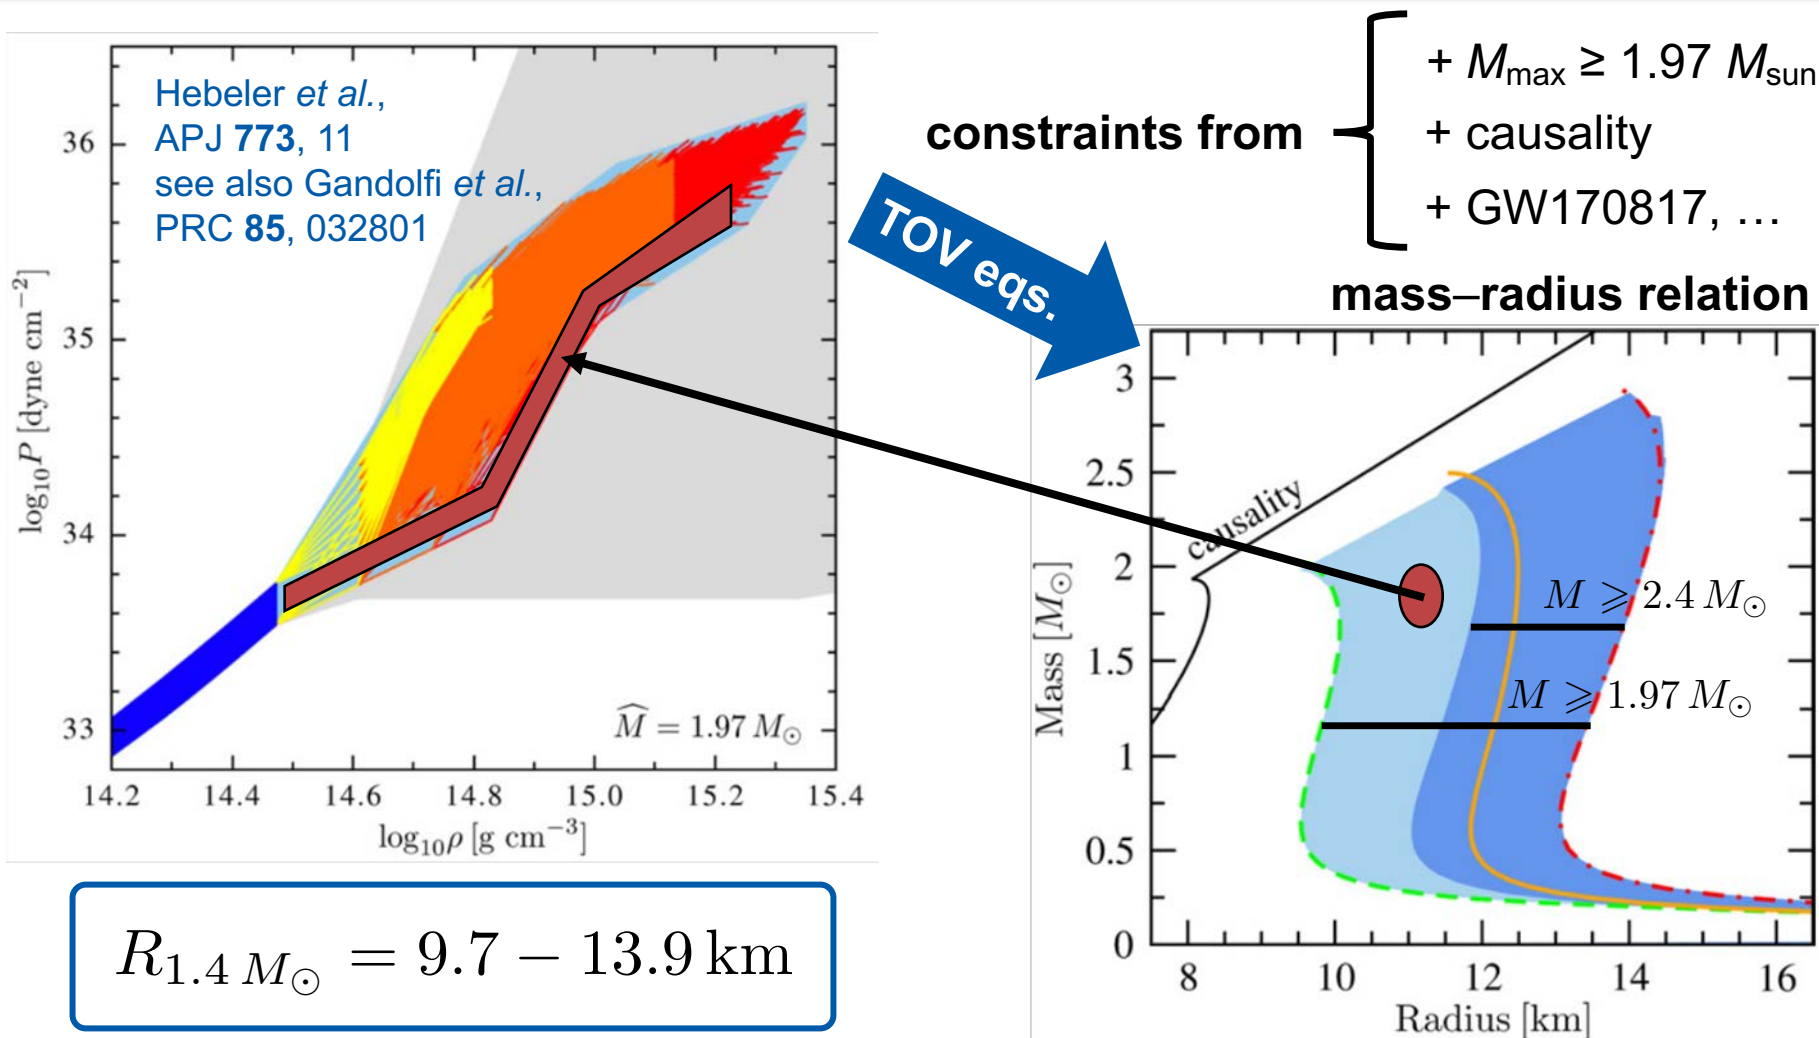 Hebeler et al.,
APJ 773, 11
see also Gandolfi et al.,
PRC 85, 032801
log₁₀P [dyne cm⁻²]
36
35
34
33
M̂ = 1.97 M☉
14.2 14.4 14.6 14.8 15.0 15.2 15.4
log₁₀ρ [g cm⁻³]
R₁.₄ M☉ = 9.7 – 13.9 km
constraints from
+ Mmax ≥ 1.97 Msun
+ causality
+ GW170817, …
TOV eqs.
mass–radius relation
Mass [M☉]
3
2.5
2
1.5
1
0.5
0
causality
M ⩾ 2.4 M☉
M ⩾ 1.97 M☉
8 10 12 14 16
Radius [km]